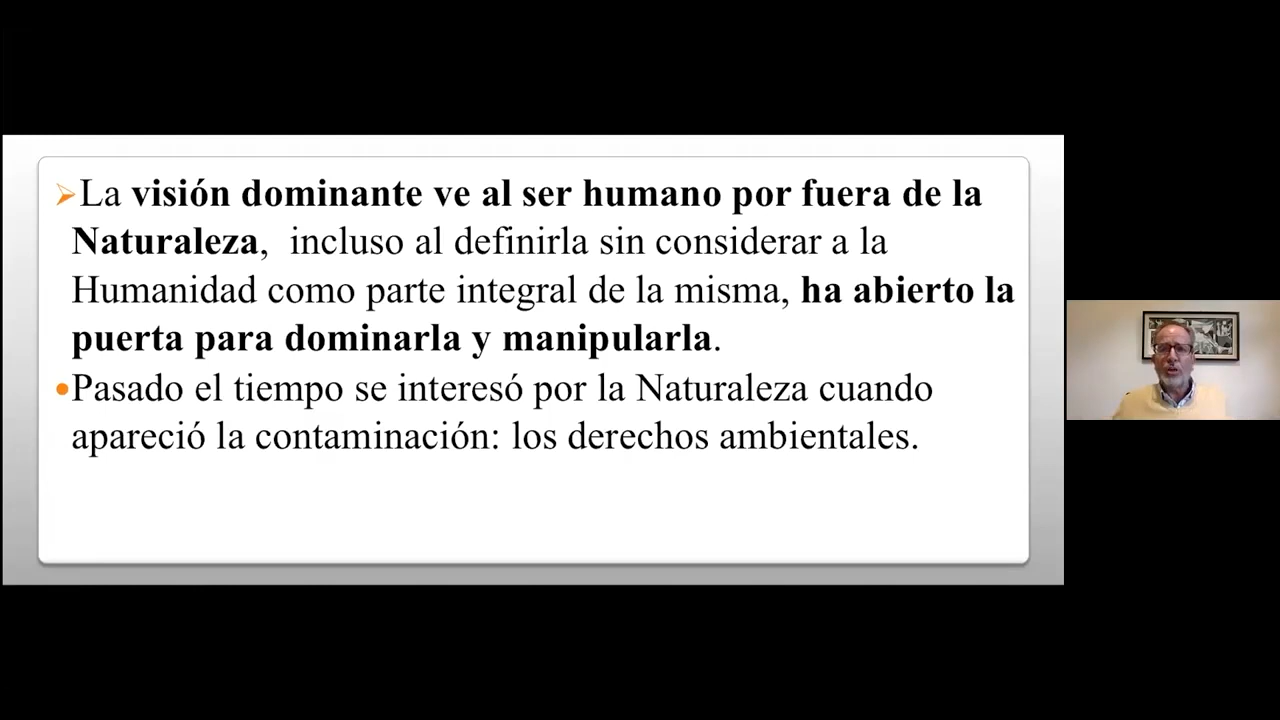 La visión dominante ve al ser humano por fuera de la
Naturaleza,  incluso al definirla sin considerar a la
Humanidad como parte integral de la misma, ha abierto la
puerta para dominarla y manipularla.
Pasado el tiempo se interesó por la Naturaleza cuando
apareció la contaminación: los derechos ambientales.